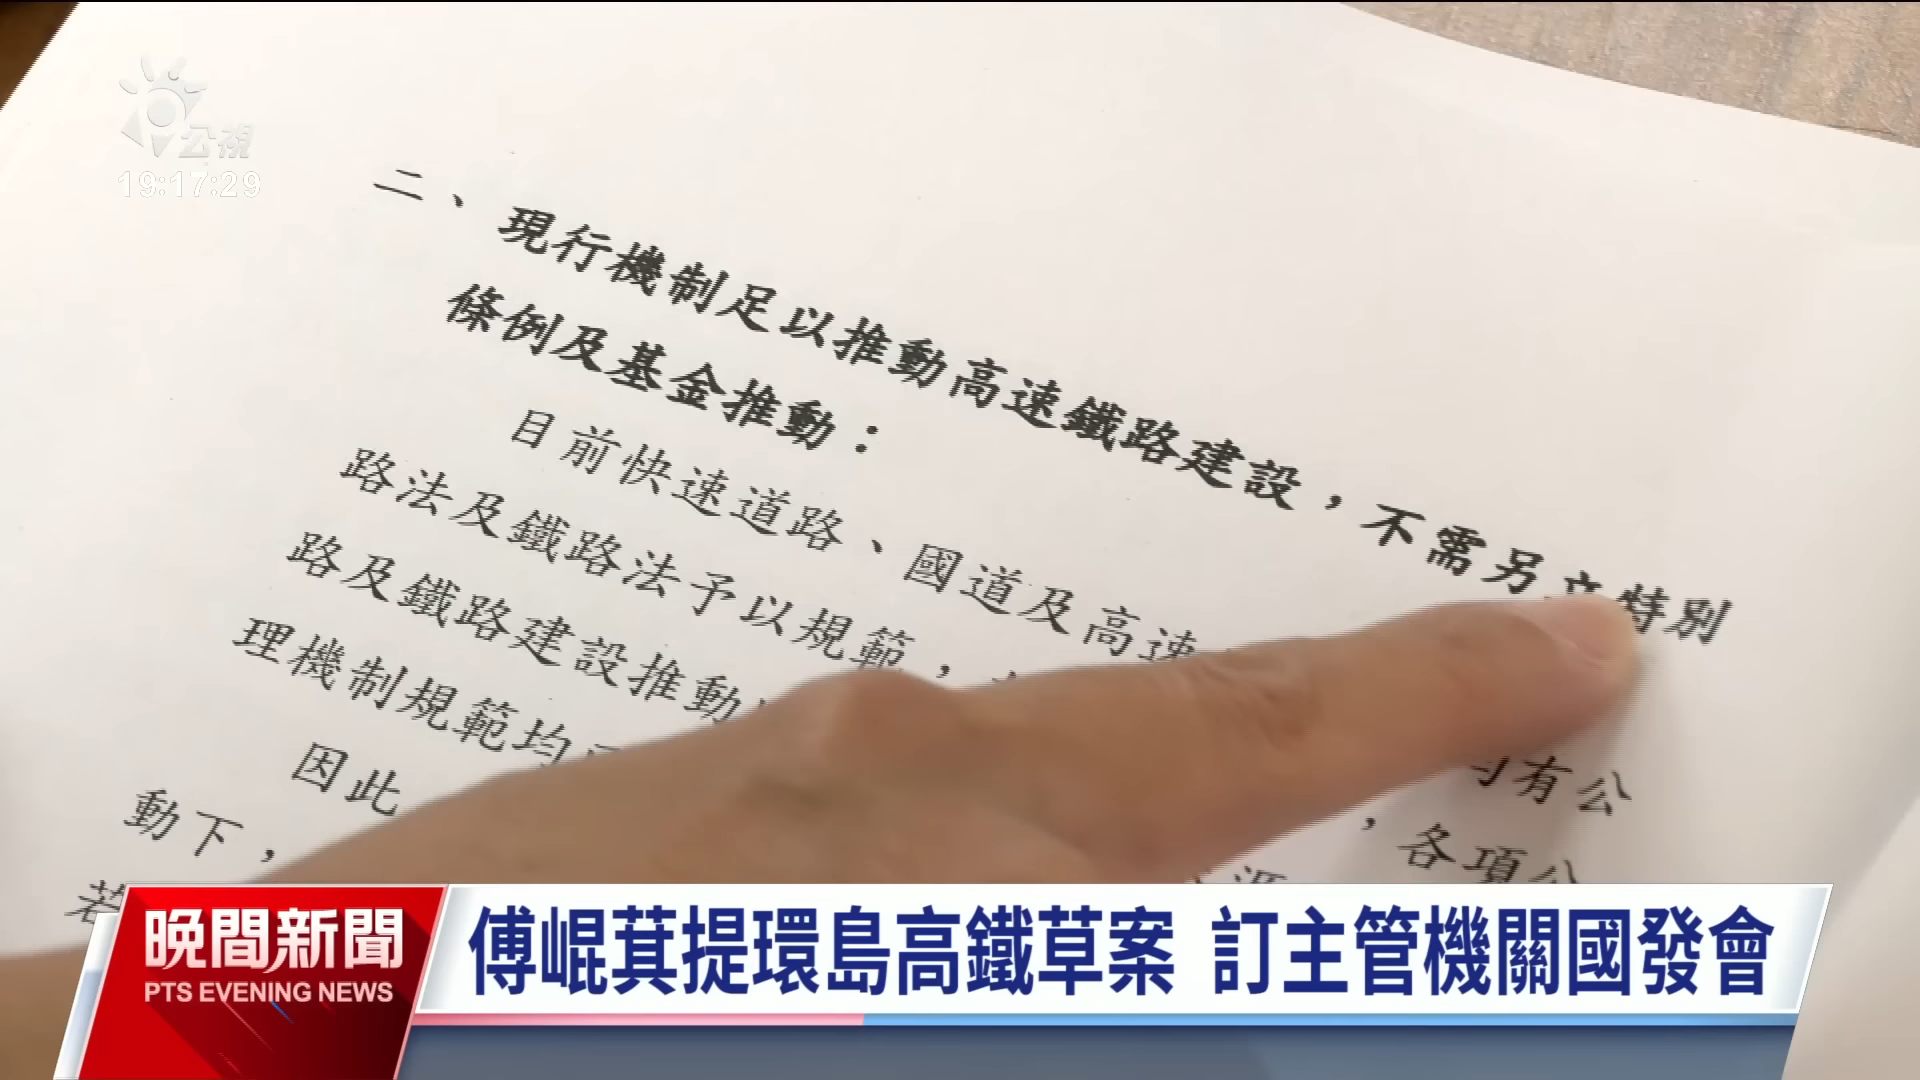 公視
19:17:29
二、現行機制足以推動高速鐵路建設，不需另立特別
條例及基金推動：
目前快速道路、國道及高速
均有公
路法及鐵路法予以規範，
，各項公
路及鐵路建設推動
理機制規範均
因此
動下，
若
晚間新聞
PTS EVENING NEWS
傅崐萁提環島高鐵草案 訂主管機關國發會